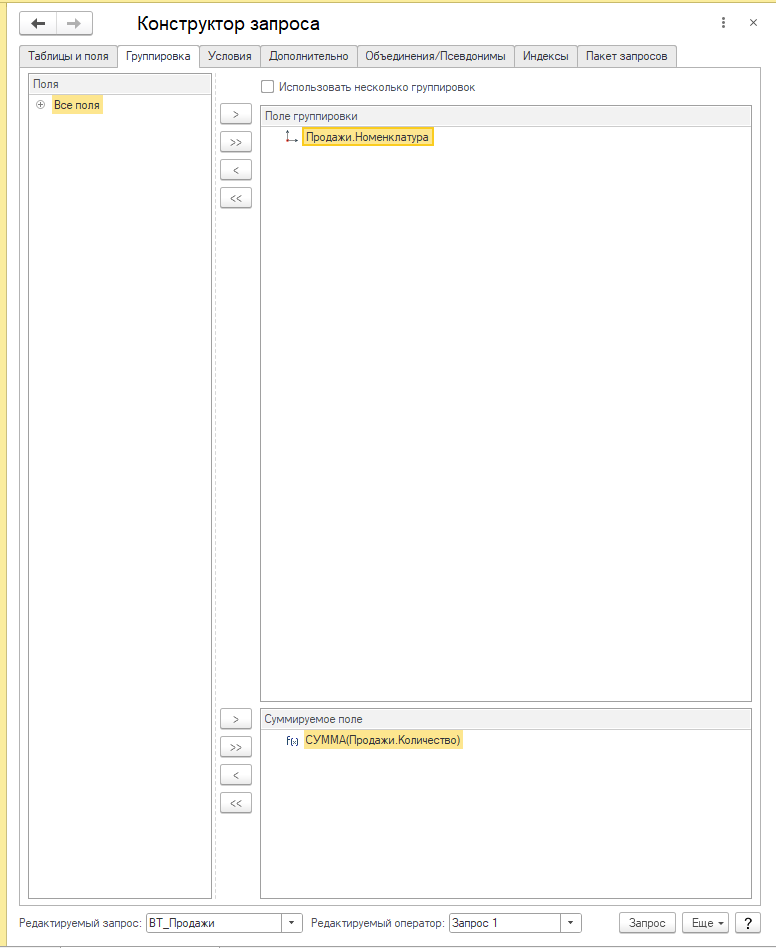 Конструктор запроса
Таблицы и поля Группировка Условия Дополнительно Объединения/Псевдонимы Индексы Пакет запросов
Поля
Все поля
Использовать несколько группировок
>
>>
<
<<
Поле группировки
Продажи.Номенклатура
>
>>
<
<<
Суммируемое поле
f(x) СУММА(Продажи.Количество)
Редактируемый запрос: ВТ_Продажи Редактируемый оператор: Запрос 1 Запрос Еще ?